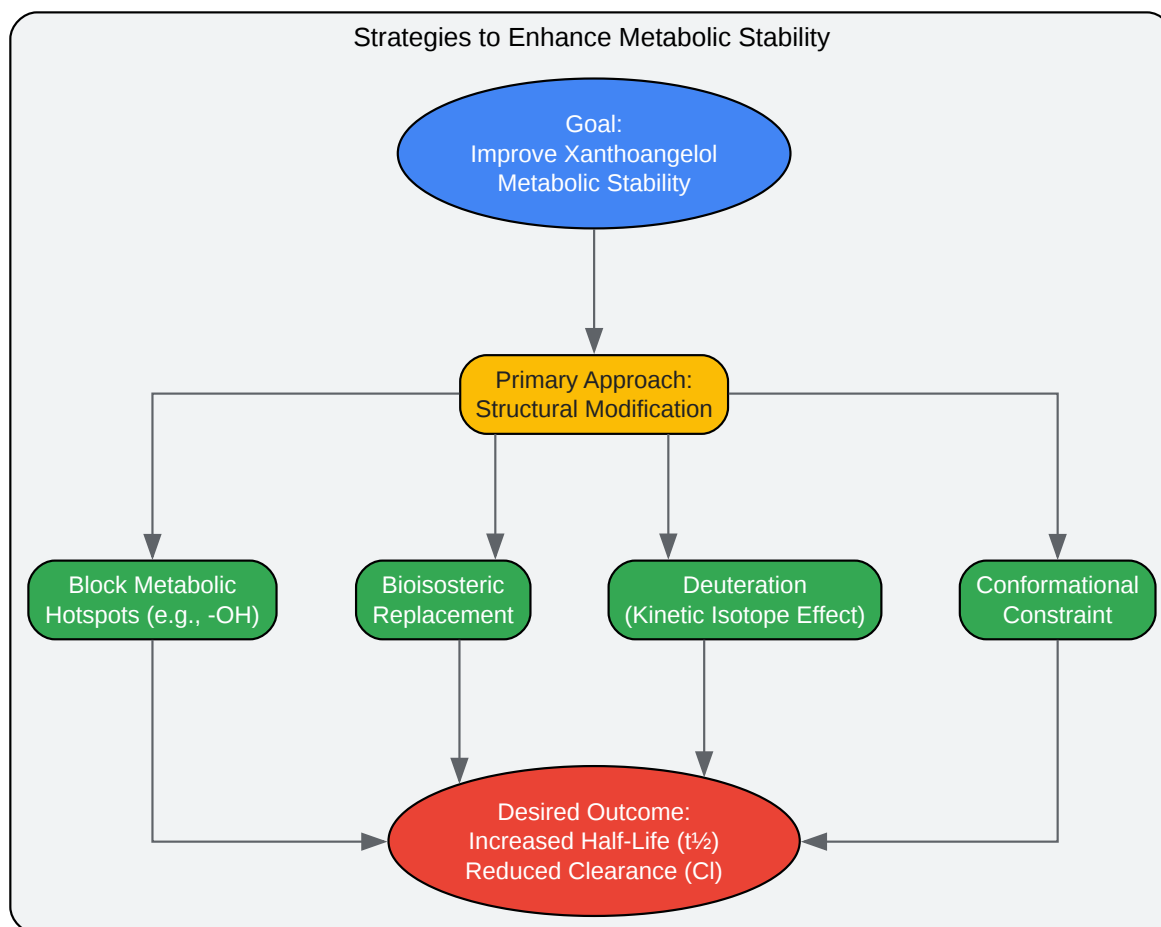 Strategies to Enhance Metabolic Stability
Goal:
Improve Xanthoangelol
Metabolic Stability
Primary Approach:
Structural Modification
Block Metabolic
Hotspots (e.g., -OH)
Bioisosteric
Replacement
Deuteration
(Kinetic Isotope Effect)
Conformational
Constraint
Desired Outcome:
Increased Half-Life (t½)
Reduced Clearance (Cl)